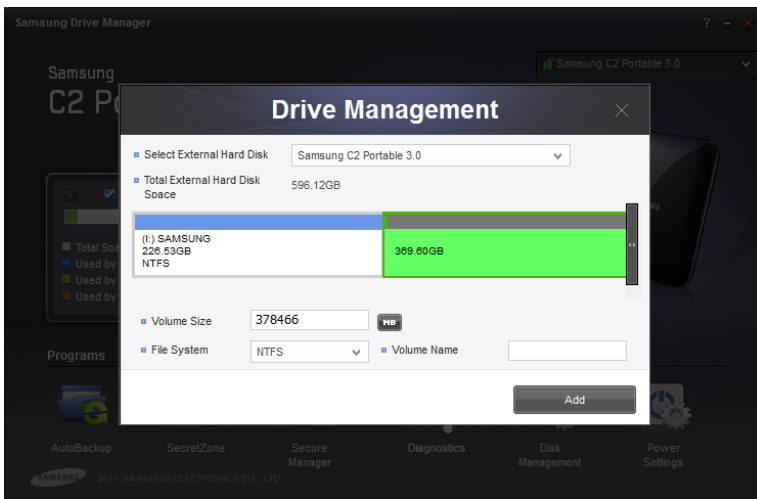 Samsung Drive Manager
? - ×
Samsung C2 Portable 3.0
Samsung
C2 Po
Drive Management
Select External Hard Disk
Samsung C2 Portable 3.0
Total External Hard Disk
Space
596.12GB
(I:) SAMSUNG
226.53GB
NTFS
369.60GB
Total Spa
Used by
Used by
Used by
Volume Size
378466
MB
File System
NTFS
Volume Name
Programs
Add
AutoBackup
SecretZone
Secure
Manager
Diagnostics
Disk
Management
Power
Settings
SAMSUNG
2011. SAMSUNG ELECTRONICS CO., LTD.